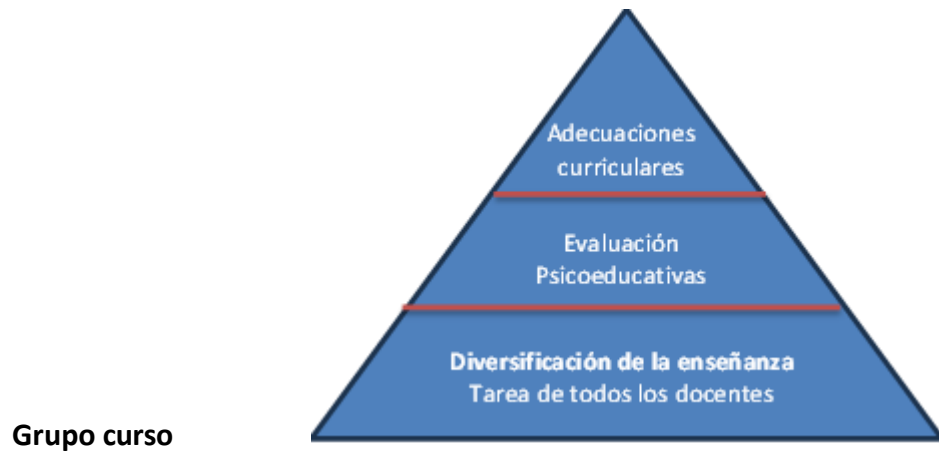 Adecuaciones
curriculares
Evaluación
Psicoeducativas
Diversificación de la enseñanza
Tarea de todos los docentes
Grupo curso